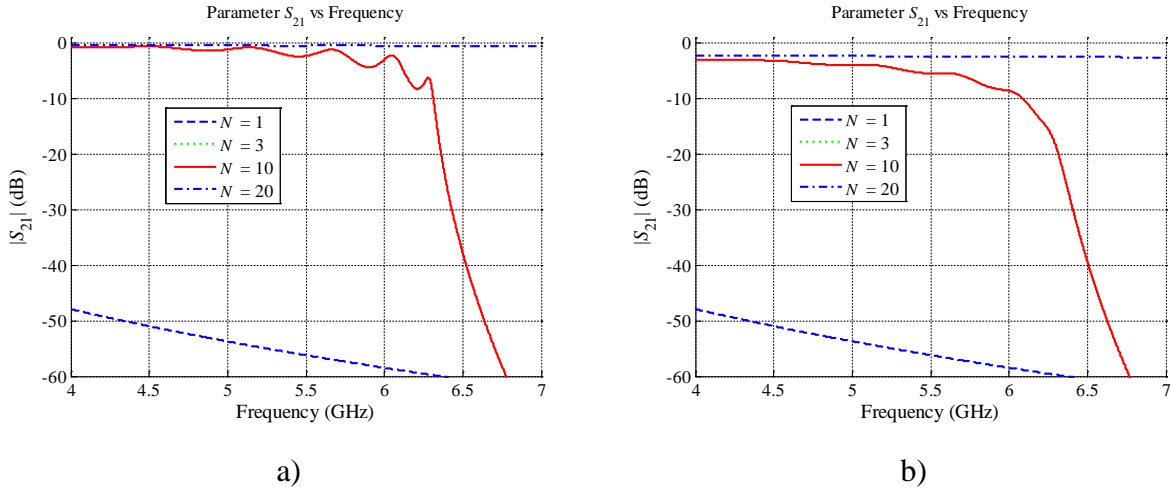 Parameter S21 vs Frequency
0
-10
-20
-30
-40
-50
-60
|S21| (dB)
N = 1
N = 3
N = 10
N = 20
4
4.5
5
5.5
6
6.5
7
Frequency (GHz)
a)
Parameter S21 vs Frequency
0
-10
-20
-30
-40
-50
-60
|S21| (dB)
N = 1
N = 3
N = 10
N = 20
4
4.5
5
5.5
6
6.5
7
Frequency (GHz)
b)